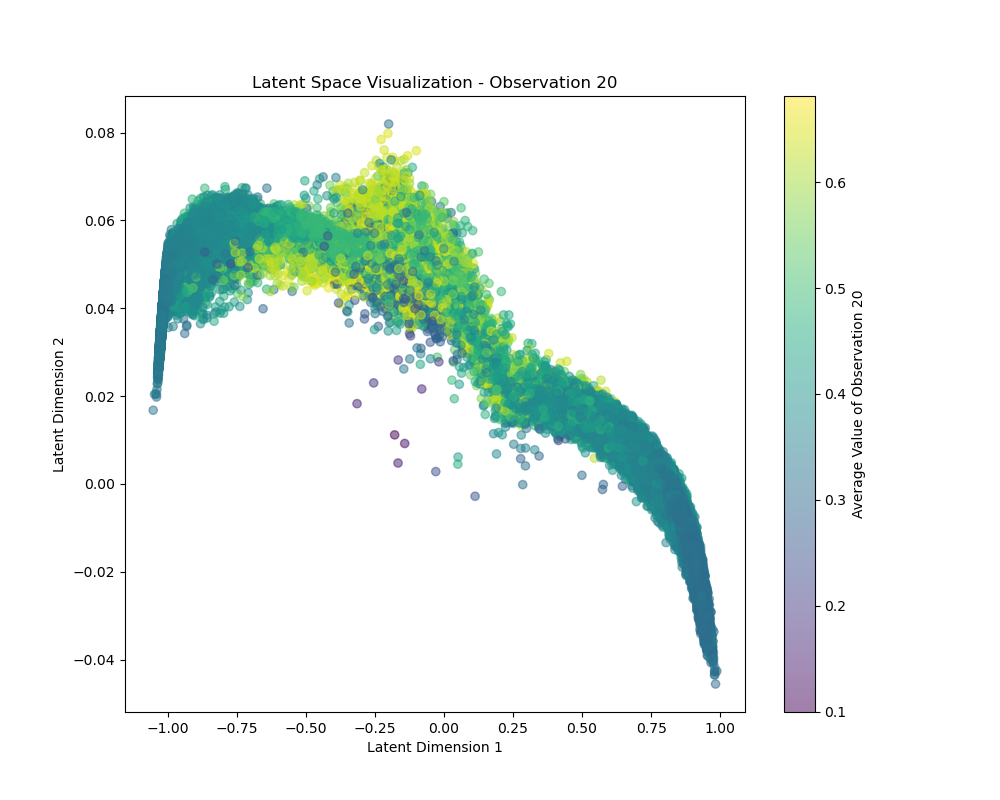 Latent Space Visualization - Observation 20
0.08
0.06
0.04
0.02
0.00
−0.02
−0.04
Latent Dimension 2
−1.00 −0.75 −0.50 −0.25 0.00 0.25 0.50 0.75 1.00
Latent Dimension 1
0.6
0.5
0.4
0.3
0.2
0.1
Average Value of Observation 20